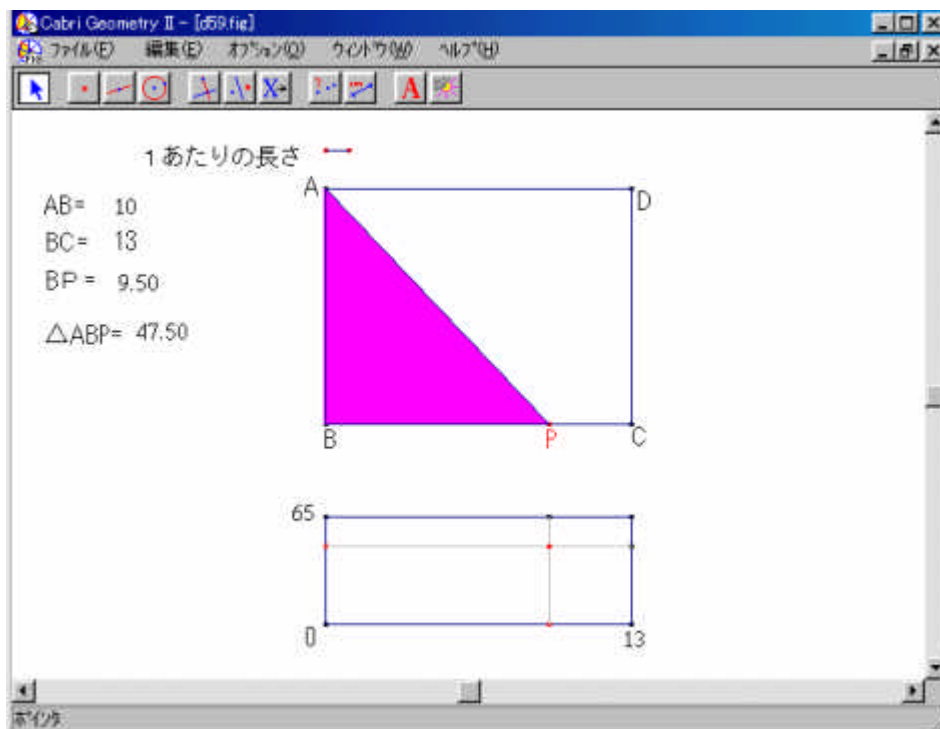 Cabri Geometry II - [d59.fig]
ファイル(F) 編集(E) オプション(O) ウィンドウ(W) ヘルプ(H)
A
1あたりの長さ
A
D
AB= 10
BC= 13
BP= 9.50
△ABP= 47.50
B
P
C
65
0
13
ポインタ